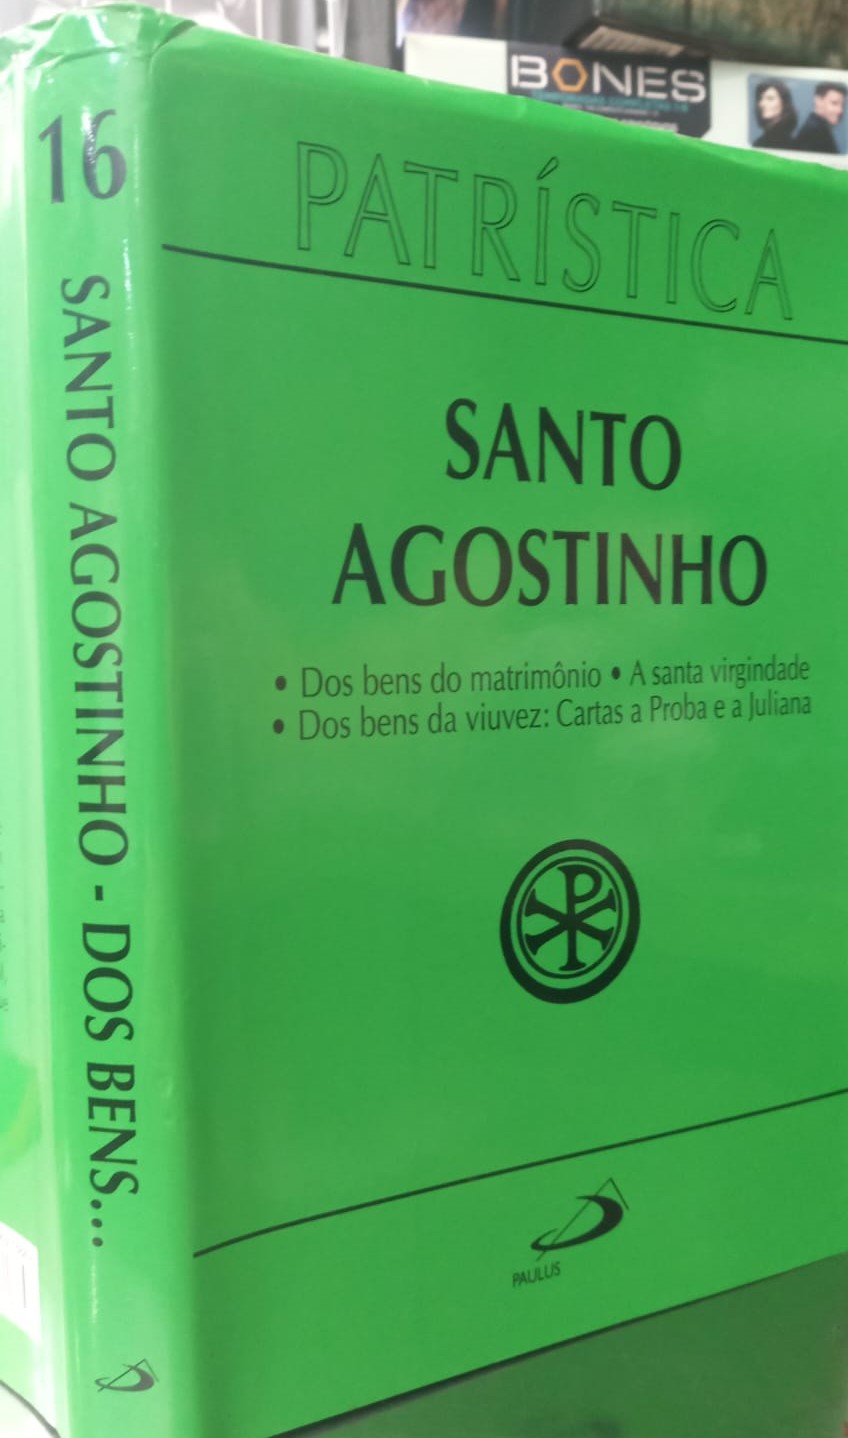 BONES
16
SANTO AGOSTINHO - DOS BENS...
PATRÍSTICA
SANTO
AGOSTINHO
• Dos bens do matrimônio • A santa virgindade
• Dos bens da viuvez: Cartas a Proba e a Juliana
PAULUS